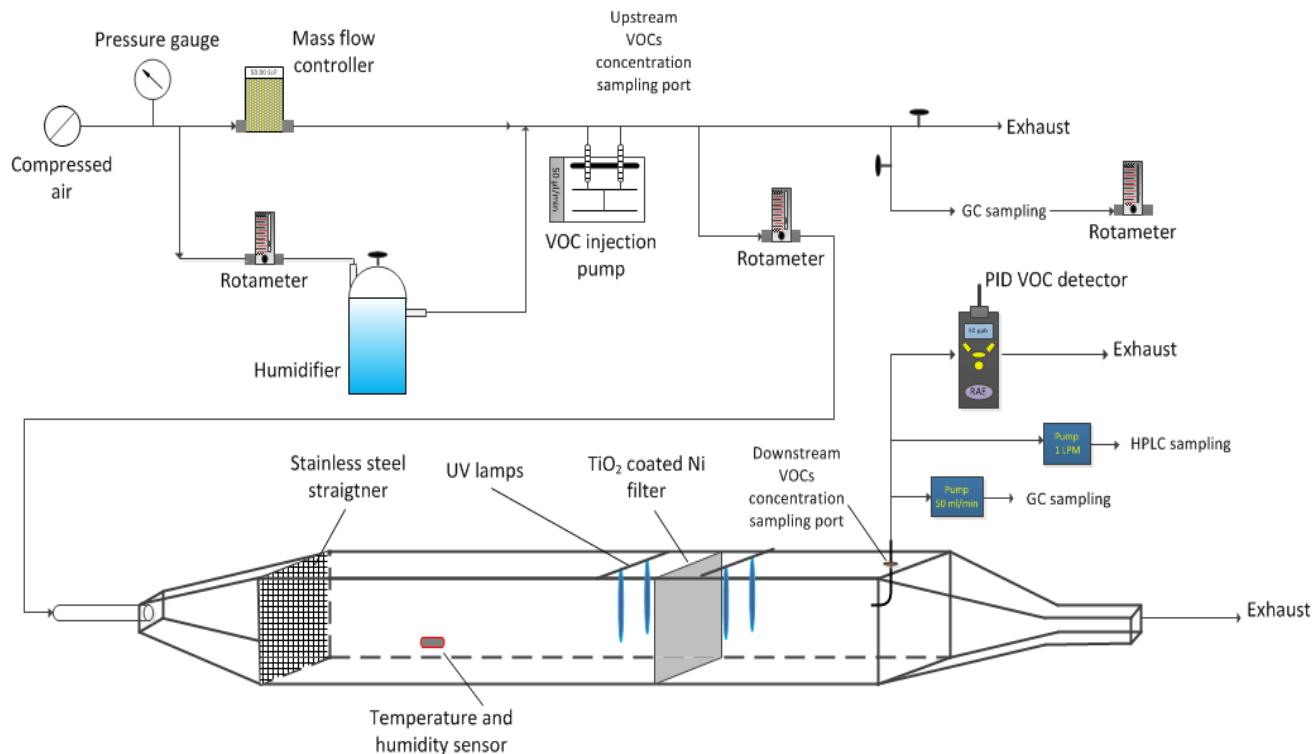 Pressure gauge
Mass flow
controller
Upstream
VOCs
concentration
sampling port
50.00 SLP
Compressed
air
Exhaust
50 µl/min
VOC injection
pump
GC sampling
Rotameter
Rotameter
Rotameter
Humidifier
PID VOC detector
50 ppb
RAE
Exhaust
Pump
1 LPM
HPLC sampling
Pump
50 ml/min
GC sampling
Stainless steel
straigtner
UV lamps
TiO₂ coated Ni
filter
Downstream
VOCs
concentration
sampling port
Exhaust
Temperature and
humidity sensor